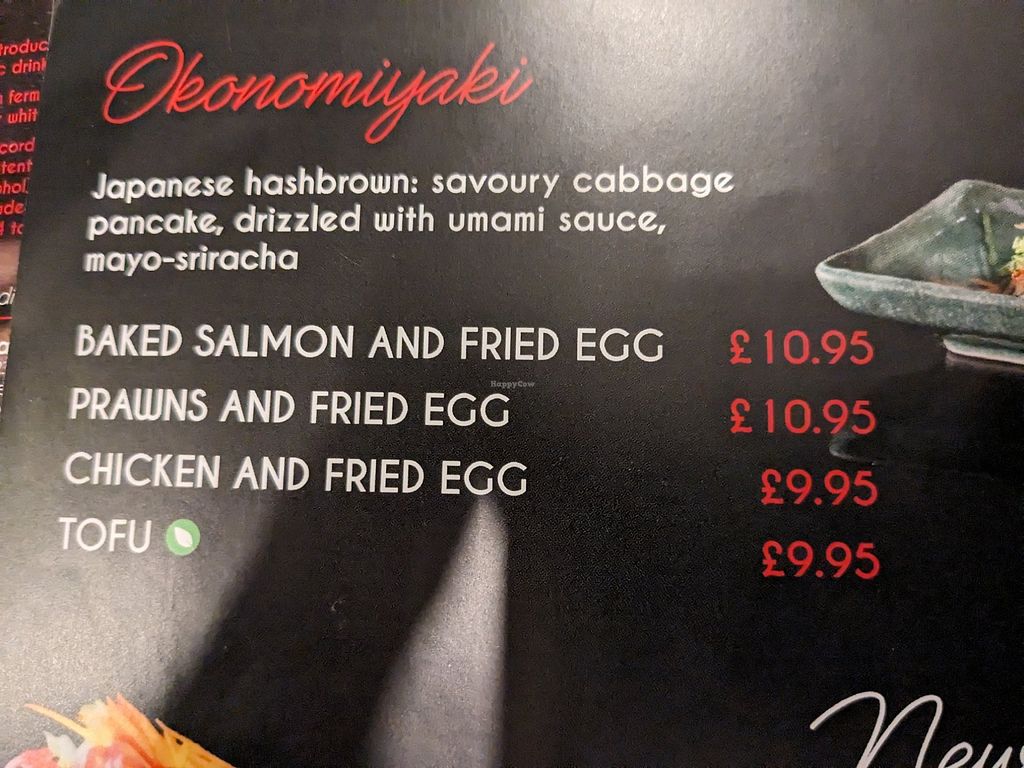 Okonomiyaki
Japanese hashbrown: savoury cabbage
pancake, drizzled with umami sauce,
mayo-sriracha
BAKED SALMON AND FRIED EGG £10.95
PRAWNS AND FRIED EGG £10.95
CHICKEN AND FRIED EGG £9.95
TOFU £9.95
HappyCow